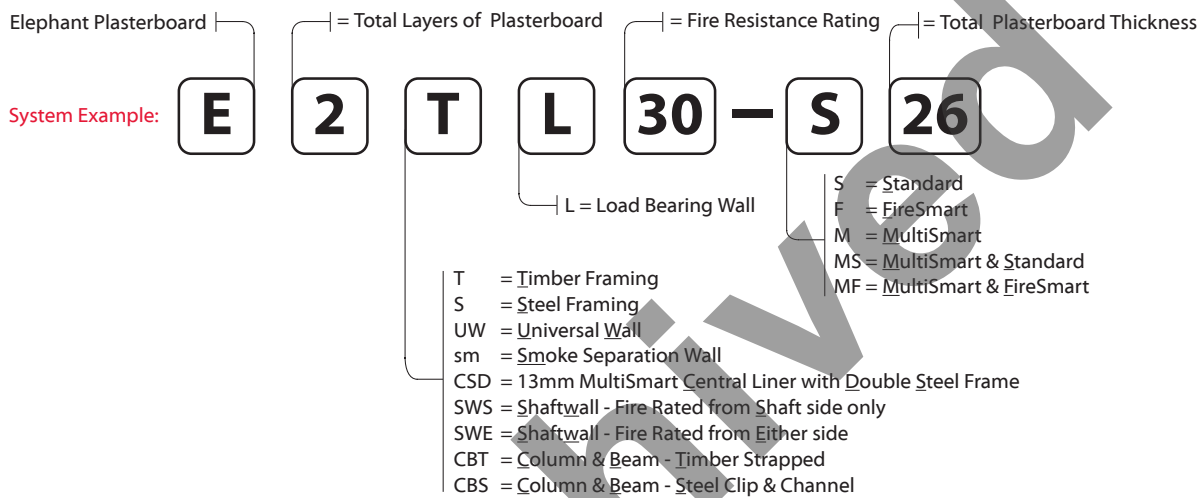 Elephant Plasterboard
= Total Layers of Plasterboard
= Fire Resistance Rating
= Total Plasterboard Thickness
System Example:
E 2 T L 30 – S 26
L = Load Bearing Wall
S = Standard
F = FireSmart
M = MultiSmart
MS = MultiSmart & Standard
MF = MultiSmart & FireSmart
T = Timber Framing
S = Steel Framing
UW = Universal Wall
sm = Smoke Separation Wall
CSD = 13mm MultiSmart Central Liner with Double Steel Frame
SWS = Shaftwall - Fire Rated from Shaft side only
SWE = Shaftwall - Fire Rated from Either side
CBT = Column & Beam - Timber Strapped
CBS = Column & Beam - Steel Clip & Channel
hived